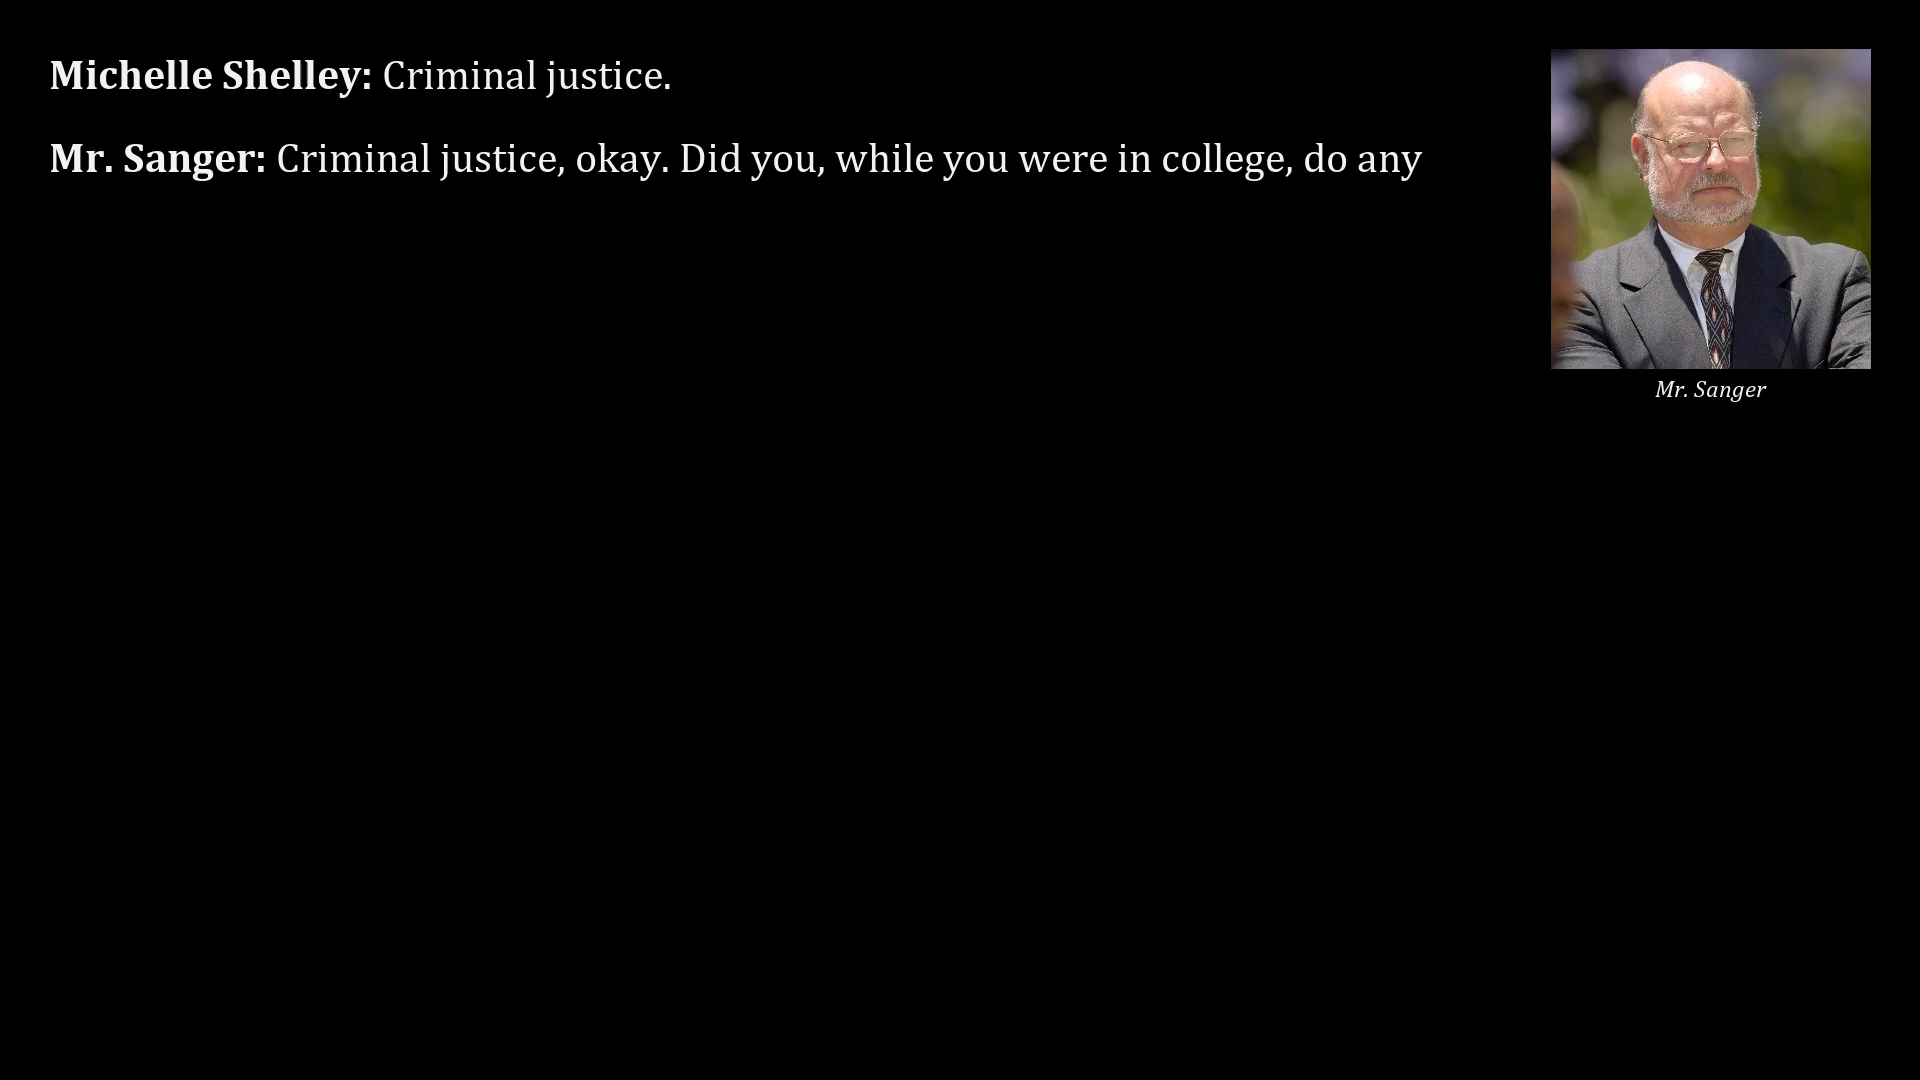 Michelle Shelley: Criminal justice.
Mr. Sanger: Criminal justice, okay. Did you, while you were in college, do any
Mr. Sanger